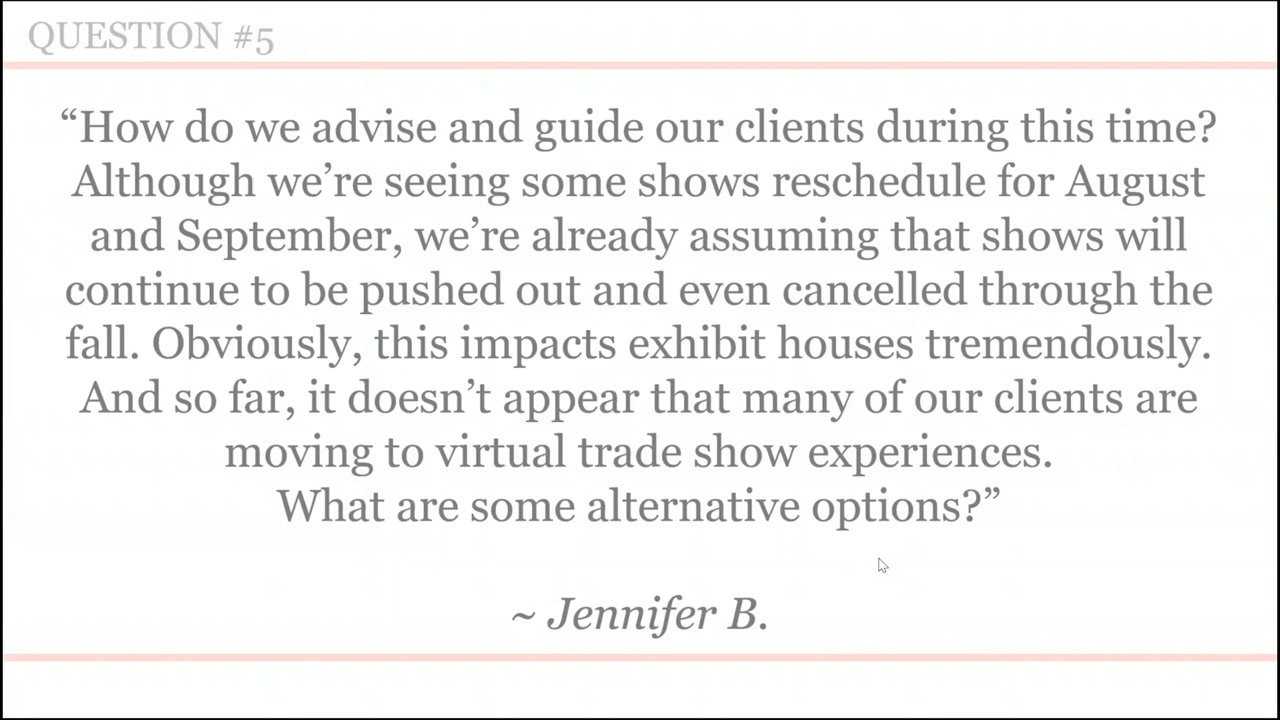 QUESTION #5
“How do we advise and guide our clients during this time?
Although we’re seeing some shows reschedule for August
and September, we’re already assuming that shows will
continue to be pushed out and even cancelled through the
fall. Obviously, this impacts exhibit houses tremendously.
And so far, it doesn’t appear that many of our clients are
moving to virtual trade show experiences.
What are some alternative options?”
~ Jennifer B.